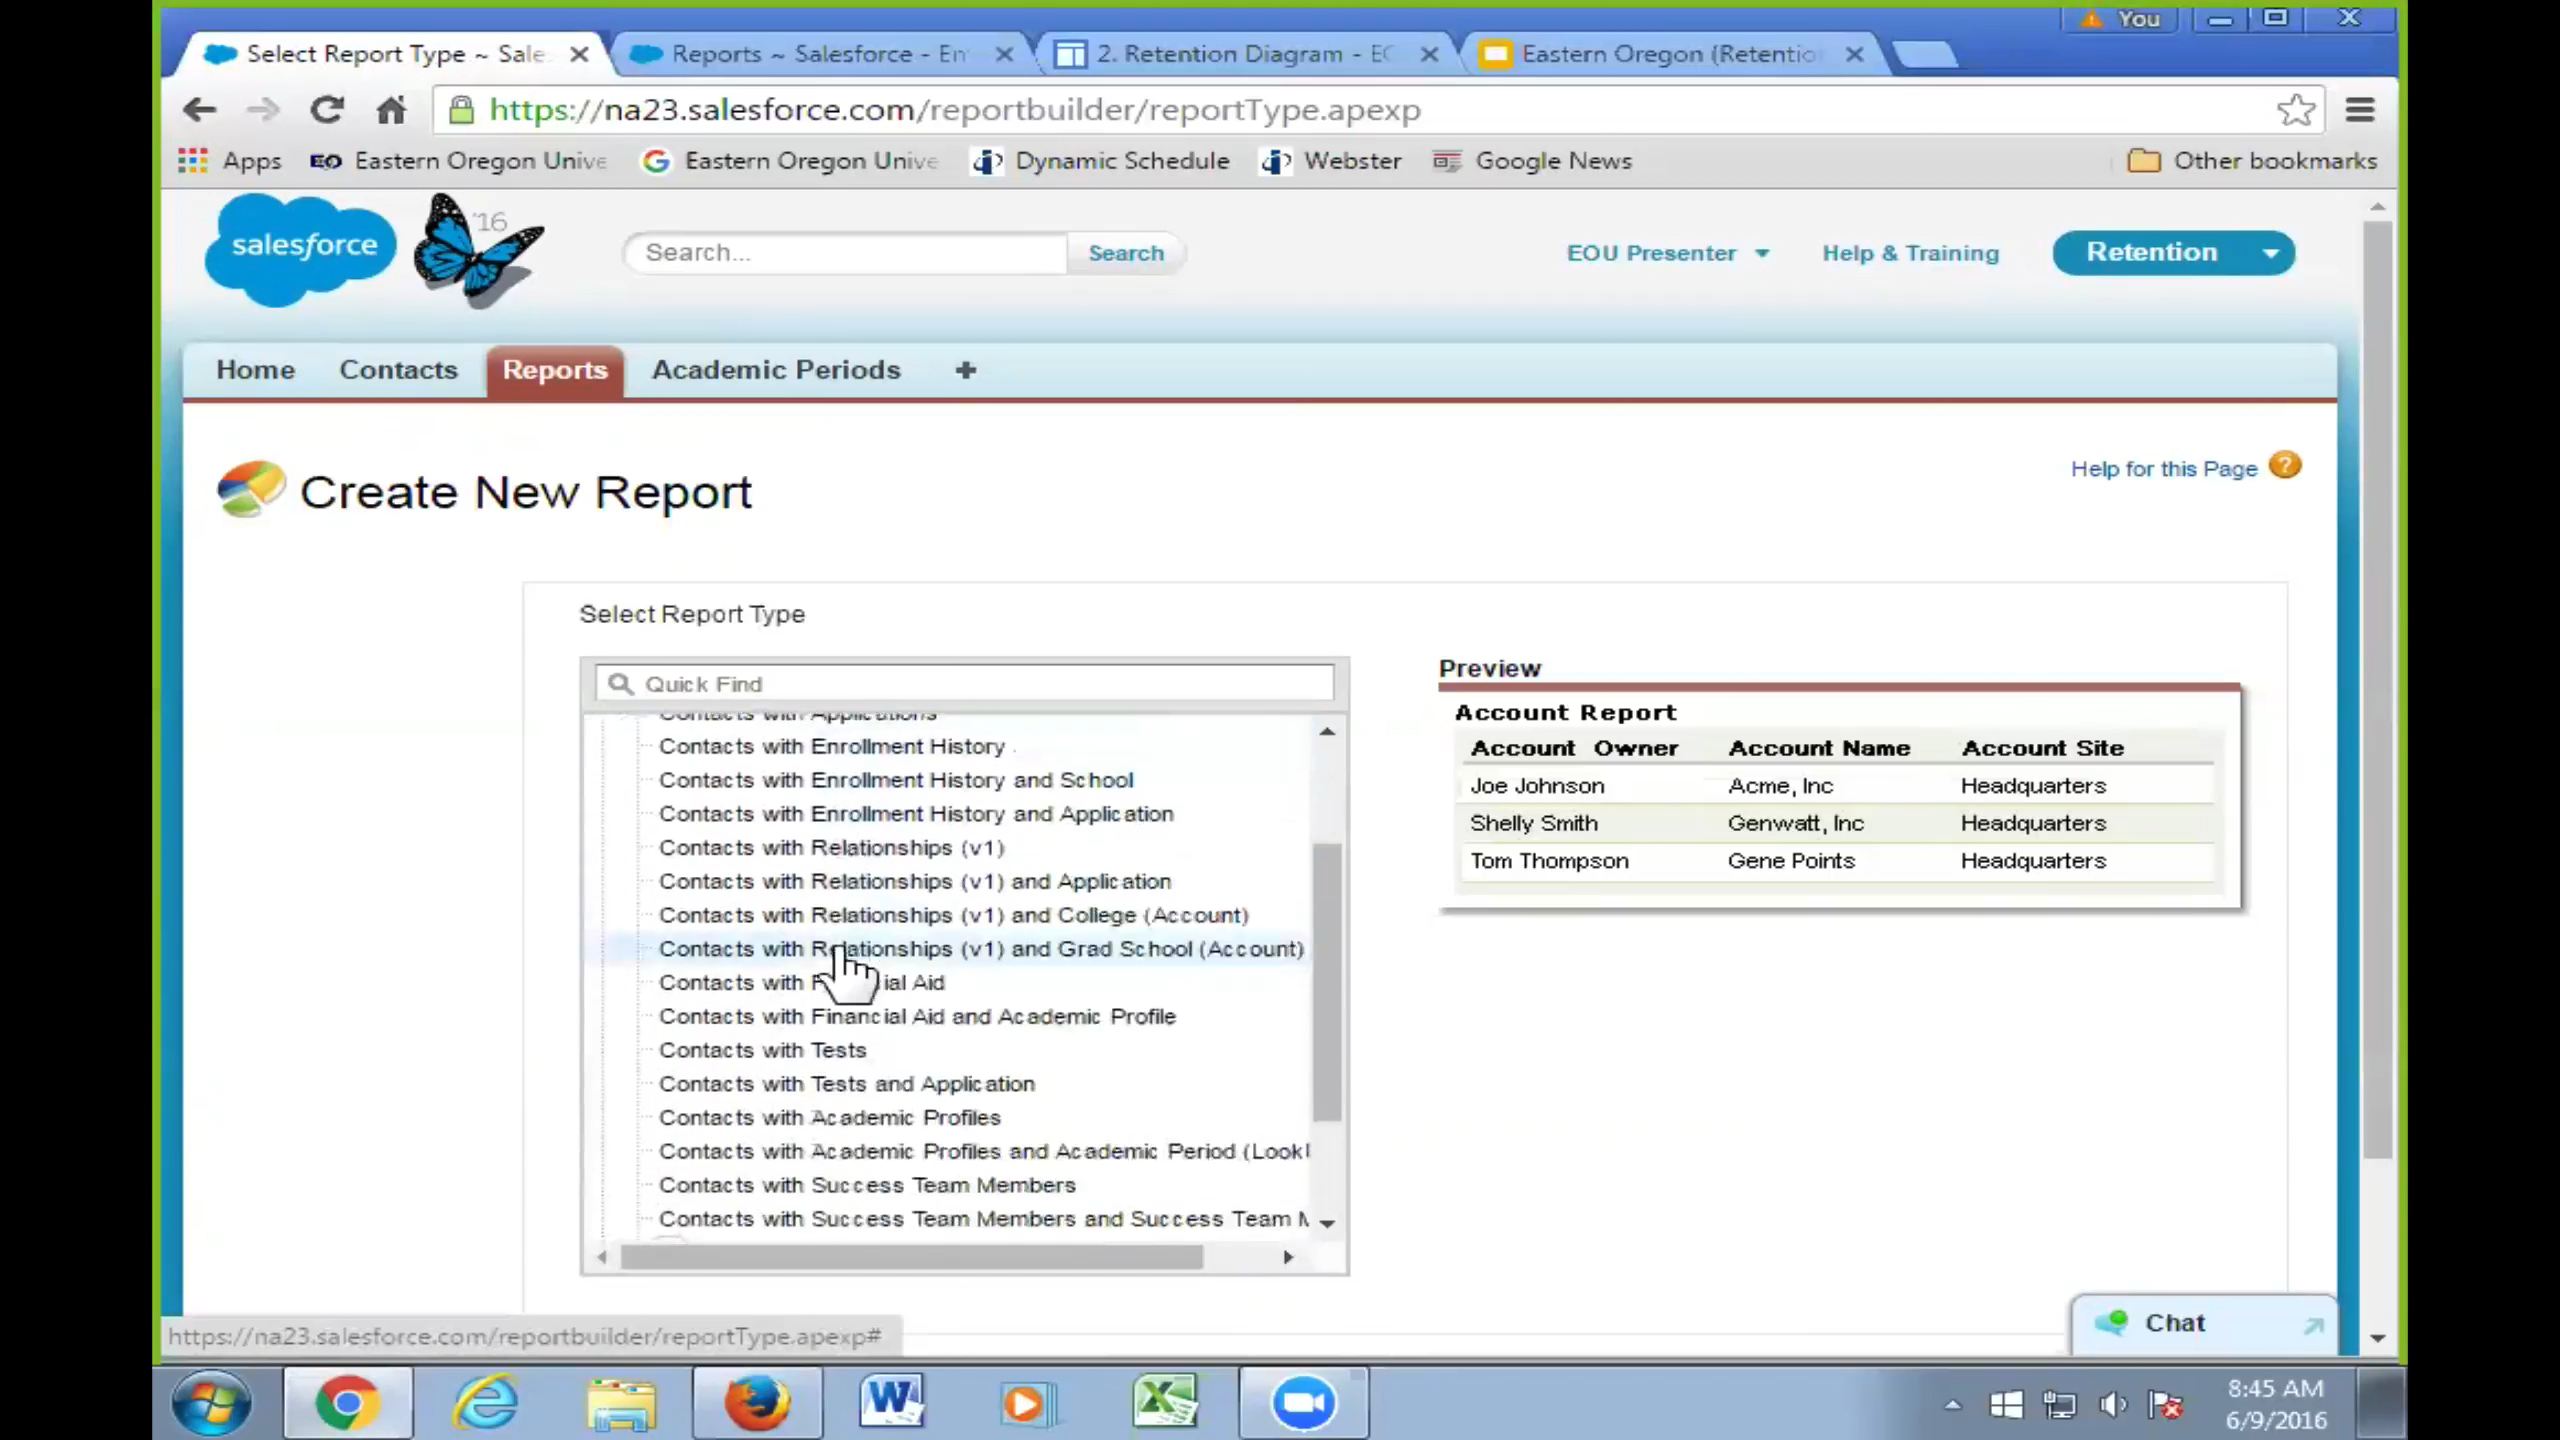 You
Select Report Type ~ Sale
Reports ~ Salesforce - En
2. Retention Diagram - EO
Eastern Oregon (Retentio
https://na23.salesforce.com/reportbuilder/reportType.apexp
Apps
Eastern Oregon Unive
Eastern Oregon Unive
Dynamic Schedule
Webster
Google News
Other bookmarks
salesforce
'16
Search...
Search
EOU Presenter
Help & Training
Retention
Home
Contacts
Reports
Academic Periods
Create New Report
Help for this Page
Select Report Type
Quick Find
Contacts with Applications
Contacts with Enrollment History
Contacts with Enrollment History and School
Contacts with Enrollment History and Application
Contacts with Relationships (v1)
Contacts with Relationships (v1) and Application
Contacts with Relationships (v1) and College (Account)
Contacts with Relationships (v1) and Grad School (Account)
Contacts with F ial Aid
Contacts with Financial Aid and Academic Profile
Contacts with Tests
Contacts with Tests and Application
Contacts with Academic Profiles
Contacts with Academic Profiles and Academic Period (Look
Contacts with Success Team Members
Contacts with Success Team Members and Success Team M
Preview
Account Report
Account Owner Account Name Account Site
Joe Johnson Acme, Inc Headquarters
Shelly Smith Genwatt, Inc Headquarters
Tom Thompson Gene Points Headquarters
Chat
https://na23.salesforce.com/reportbuilder/reportType.apexp#
8:45 AM
6/9/2016